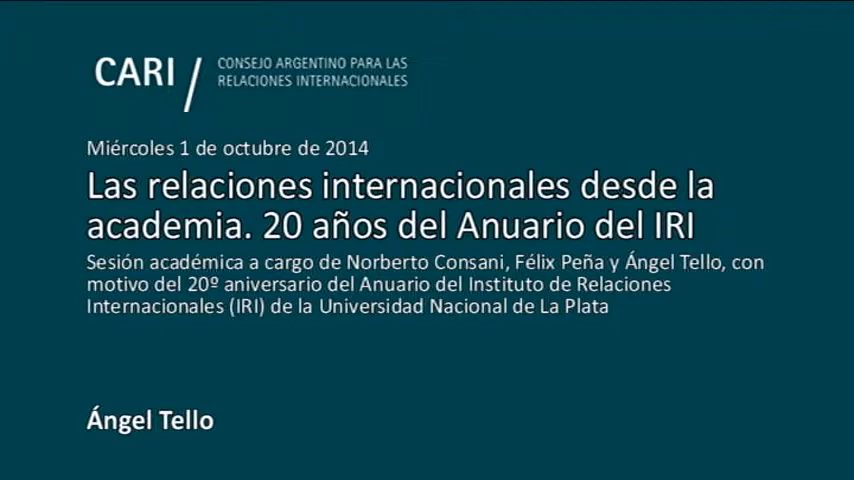 CARI / CONSEJO ARGENTINO PARA LAS
RELACIONES INTERNACIONALES
Miércoles 1 de octubre de 2014
Las relaciones internacionales desde la
academia. 20 años del Anuario del IRI
Sesión académica a cargo de Norberto Consani, Félix Peña y Ángel Tello, con
motivo del 20º aniversario del Anuario del Instituto de Relaciones
Internacionales (IRI) de la Universidad Nacional de La Plata
Ángel Tello